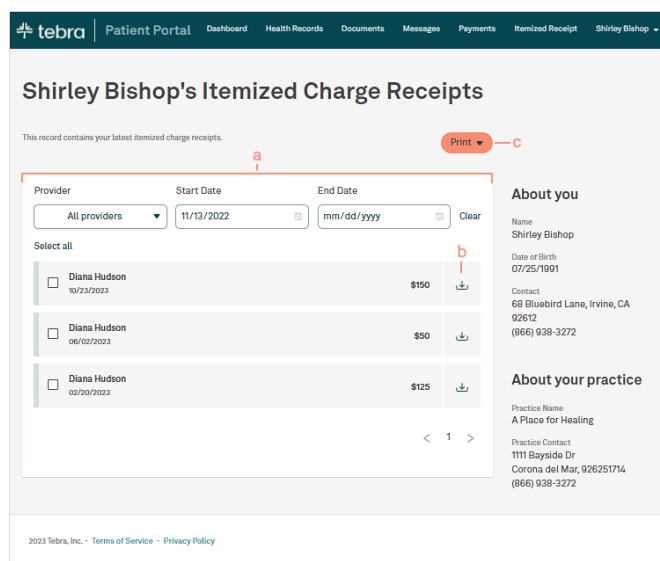 tebra Patient Portal Dashboard Health Records Documents Messages Payments Itemized Receipt Shirley Bishop
Shirley Bishop's Itemized Charge Receipts
This record contains your latest itemized charge receipts.
Print
c
a
Provider Start Date End Date
All providers 11/13/2022 mm/dd/yyyy Clear
Select all
b
Diana Hudson
10/23/2023
$150
Diana Hudson
06/02/2023
$50
Diana Hudson
02/20/2023
$125
< 1 >
About you
Name
Shirley Bishop
Date of Birth
07/25/1991
Contact
68 Bluebird Lane, Irvine, CA
92612
(866) 938-3272
About your practice
Practice Name
A Place for Healing
Practice Contact
1111 Bayside Dr
Corona del Mar, 926251714
(866) 938-3272
2023 Tebra, Inc. · Terms of Service · Privacy Policy